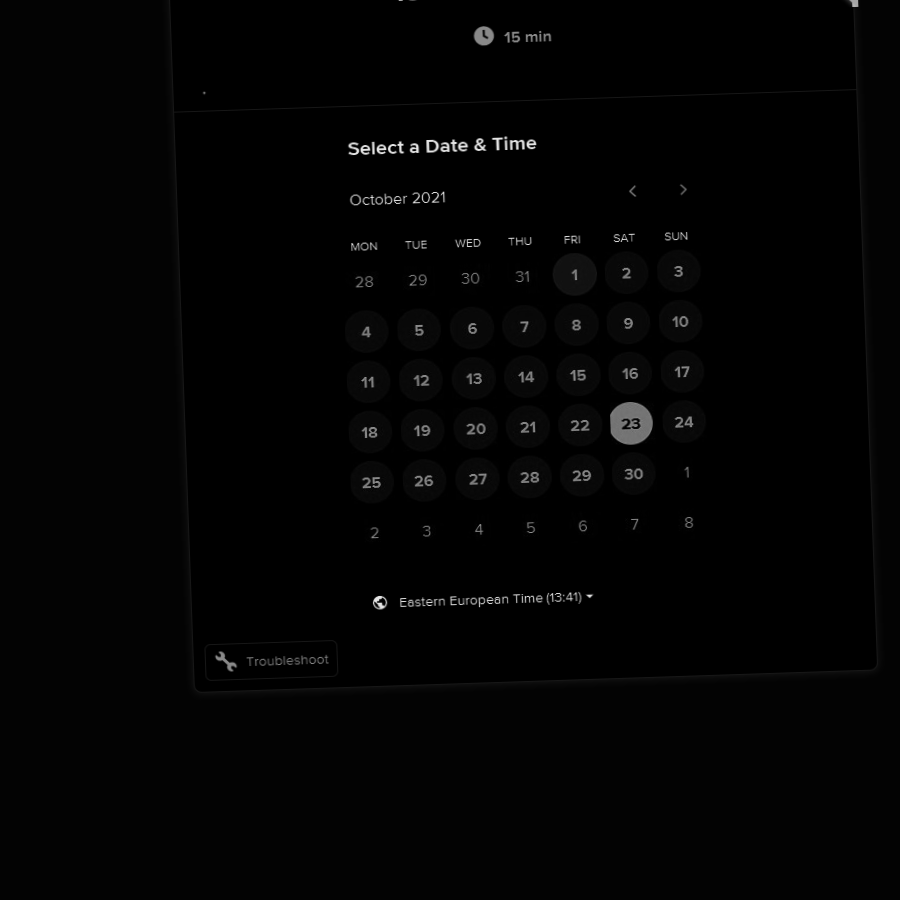 15 min
Select a Date & Time
October 2021
MON TUE WED THU FRI SAT SUN
28 29 30 31 1 2 3
4 5 6 7 8 9 10
11 12 13 14 15 16 17
18 19 20 21 22 23 24
25 26 27 28 29 30 1
2 3 4 5 6 7 8
Eastern European Time (13:41)
Troubleshoot